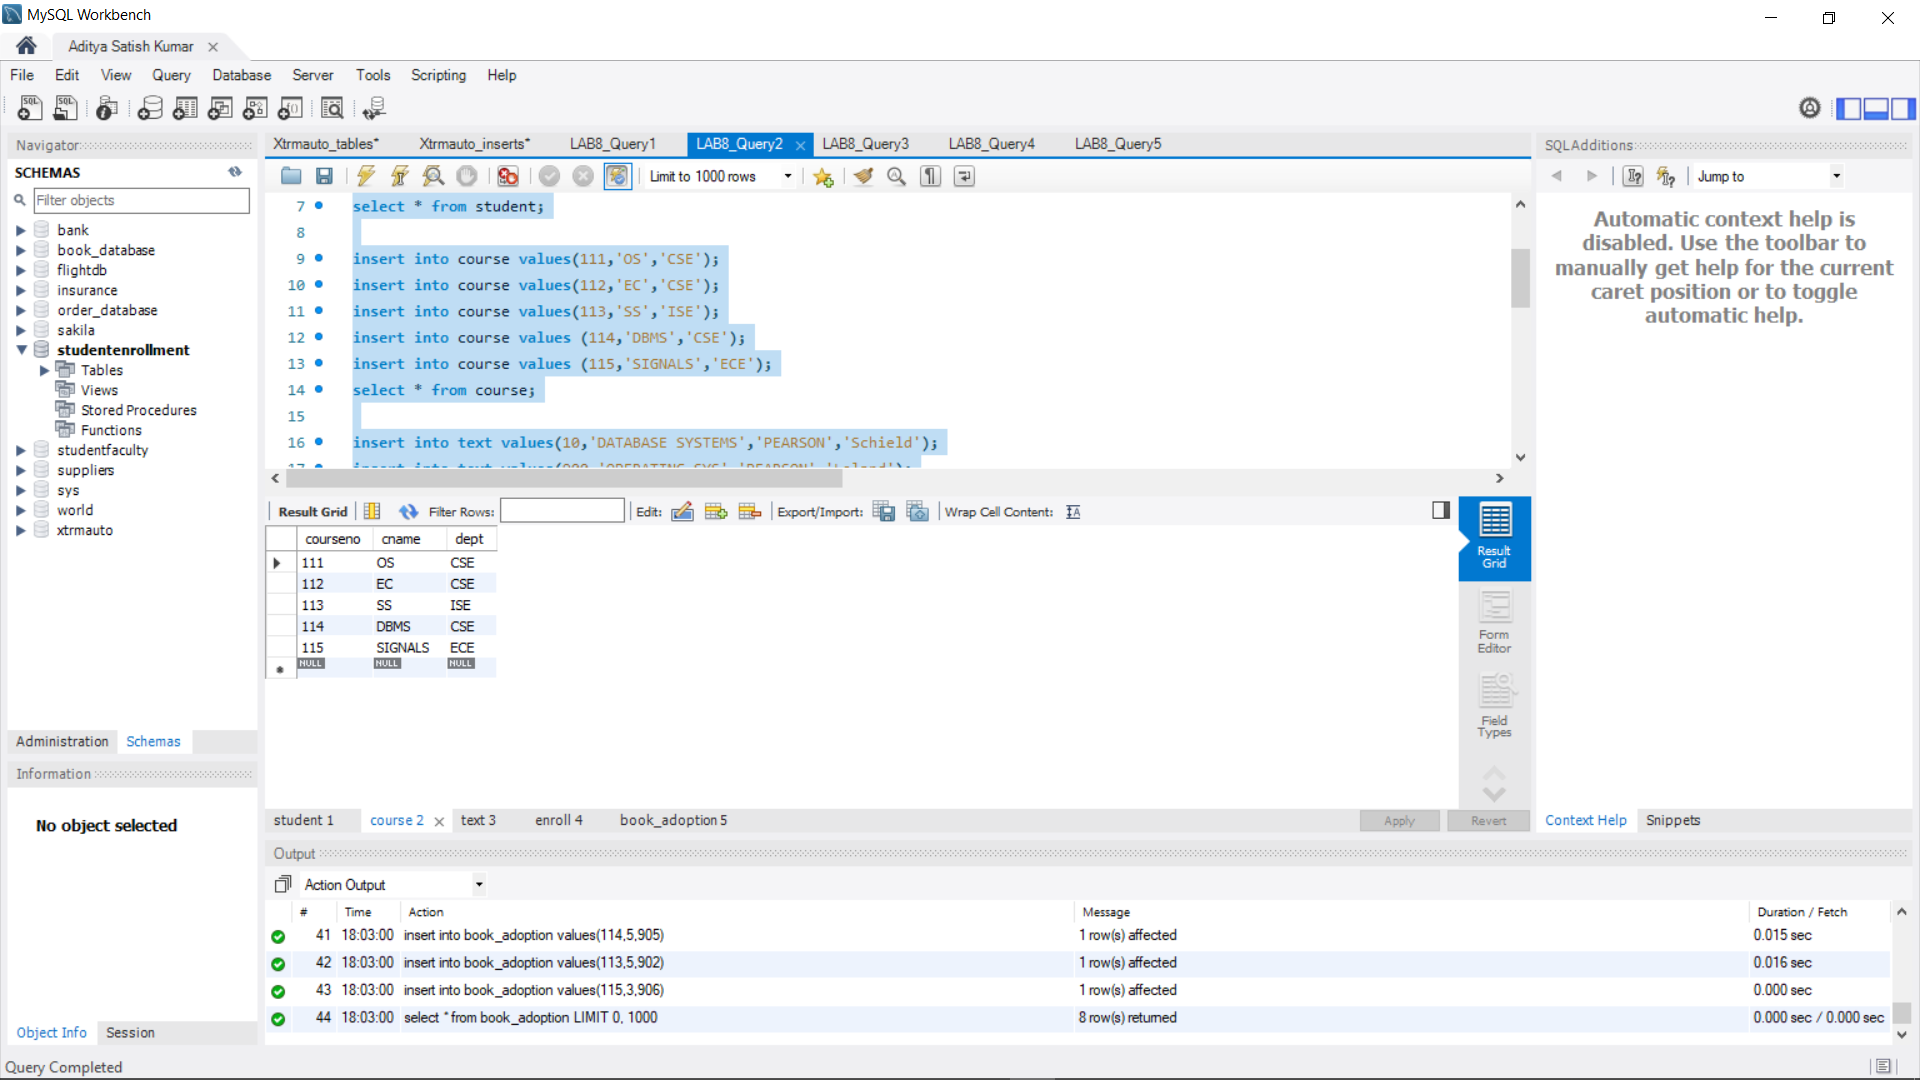 MySQL Workbench
Aditya Satish Kumar
File Edit View Query Database Server Tools Scripting Help
Navigator
SCHEMAS
Filter objects
bank
book_database
flightdb
insurance
order_database
sakila
studentenrollment
Tables
Views
Stored Procedures
Functions
studentfaculty
suppliers
sys
world
xtrmauto
Administration Schemas
Information
No object selected
Object Info Session
Query Completed
Xtrmauto_tables* Xtrmauto_inserts* LAB8_Query1 LAB8_Query2 LAB8_Query3 LAB8_Query4 LAB8_Query5
Limit to 1000 rows
7 select * from student;
8
9 insert into course values(111,'OS','CSE');
10 insert into course values(112,'EC','CSE');
11 insert into course values(113,'SS','ISE');
12 insert into course values (114,'DBMS','CSE');
13 insert into course values (115,'SIGNALS','ECE');
14 select * from course;
15
16 insert into text values(10,'DATABASE SYSTEMS','PEARSON','Schield');
Result Grid Filter Rows: Edit: Export/Import: Wrap Cell Content:
courseno cname dept
111 OS CSE
112 EC CSE
113 SS ISE
114 DBMS CSE
115 SIGNALS ECE
NULL NULL NULL
Result
Grid
Form
Editor
Field
Types
student 1 course 2 text 3 enroll 4 book_adoption 5
Apply Revert
SQLAdditions
Jump to
Automatic context help is
disabled. Use the toolbar to
manually get help for the current
caret position or to toggle
automatic help.
Context Help Snippets
Output
Action Output
# Time Action Message Duration / Fetch
41 18:03:00 insert into book_adoption values(114,5,905) 1 row(s) affected 0.015 sec
42 18:03:00 insert into book_adoption values(113,5,902) 1 row(s) affected 0.016 sec
43 18:03:00 insert into book_adoption values(115,3,906) 1 row(s) affected 0.000 sec
44 18:03:00 select * from book_adoption LIMIT 0, 1000 8 row(s) returned 0.000 sec / 0.000 sec